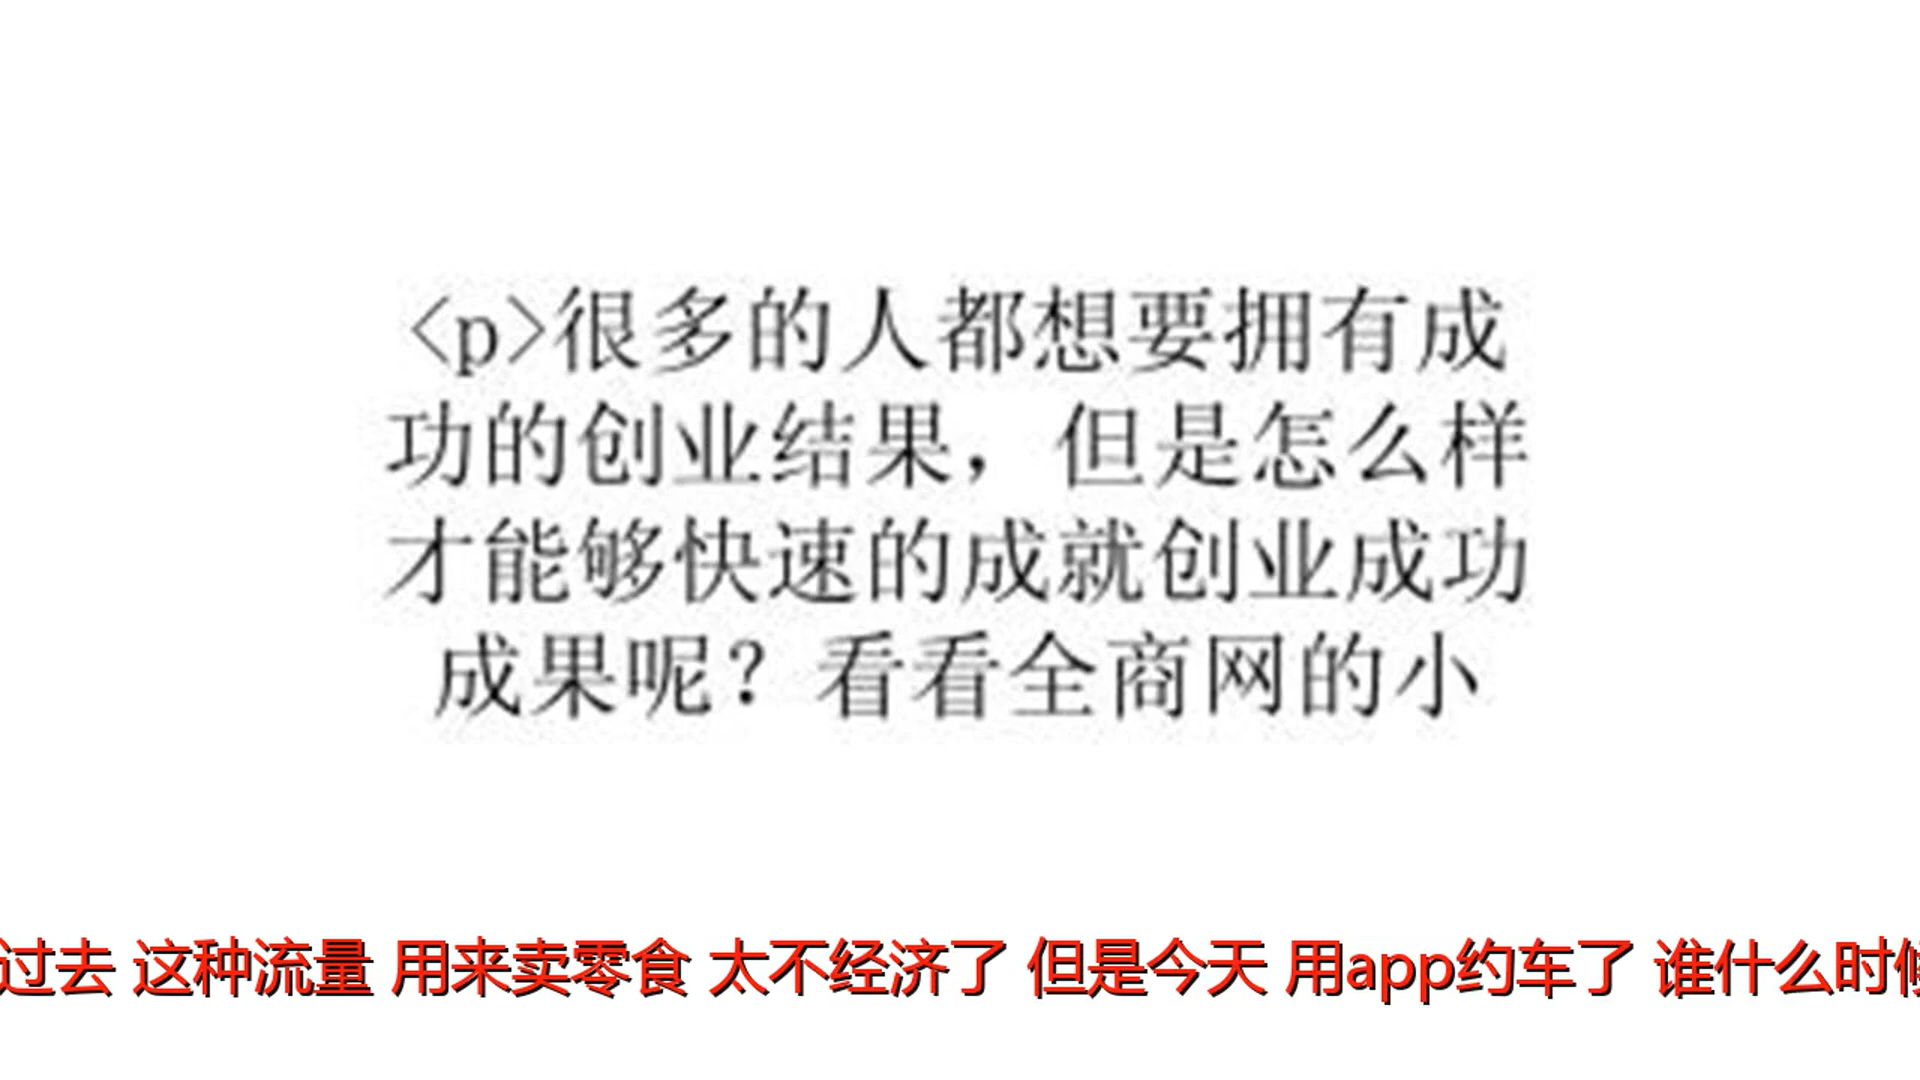 <p>很多的人都想要拥有成
功的创业结果，但是怎么样
才能够快速的成就创业成功
成果呢？看看全商网的小
过去 这种流量 用来卖零食 太不经济了 但是今天 用app约车了 谁什么时候